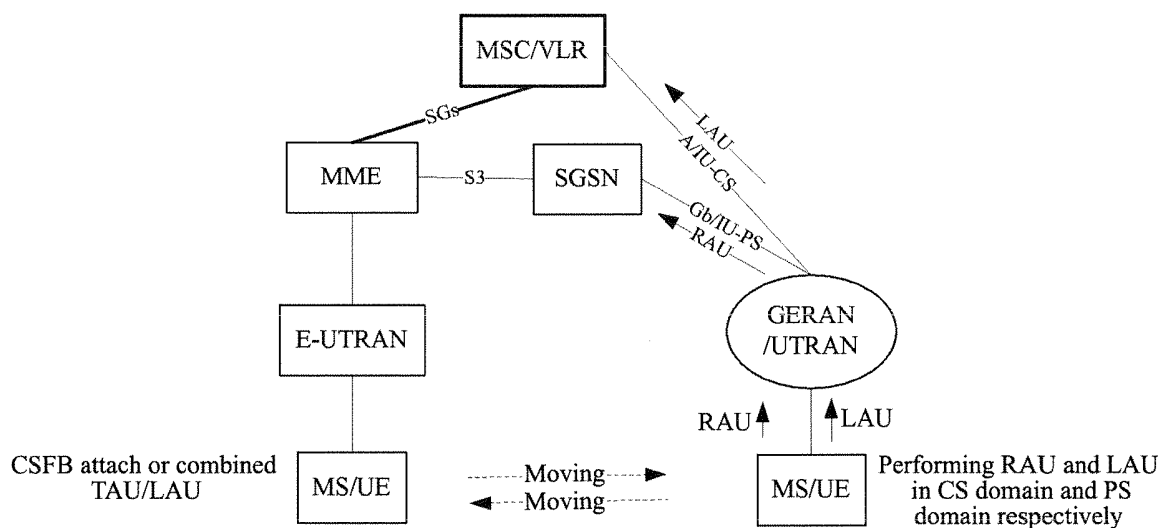 MSC/VLR
SGs
LAU
A/IU-CS
MME
S3
SGSN
Gb/IU-PS
RAU
E-UTRAN
GERAN
/UTRAN
RAU
LAU
CSFB attach or combined
TAU/LAU
MS/UE
Moving
Moving
MS/UE
Performing RAU and LAU
in CS domain and PS
domain respectively